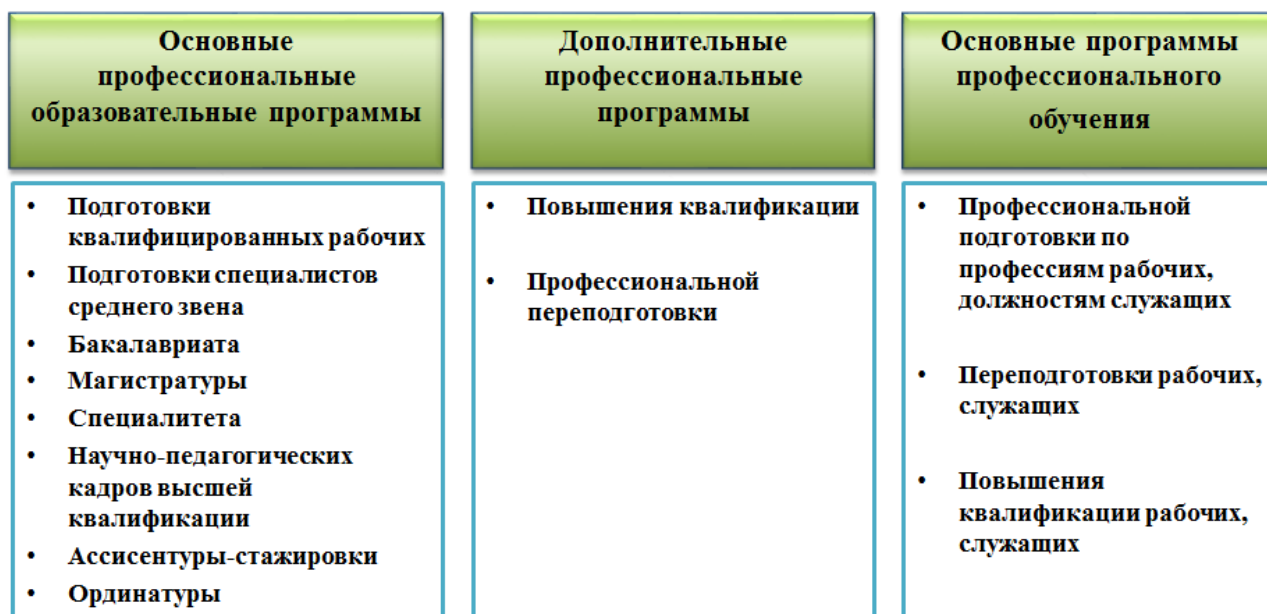 Основные
профессиональные
образовательные программы
• Подготовки
квалифицированных рабочих
• Подготовки специалистов
среднего звена
• Бакалавриата
• Магистратуры
• Специалитета
• Научно-педагогических
кадров высшей
квалификации
• Ассисентуры-стажировки
• Ординатуры
Дополнительные
профессиональные
программы
• Повышения квалификации
• Профессиональной
переподготовки
Основные программы
профессионального
обучения
• Профессиональной
подготовки по
профессиям рабочих,
должностям служащих
• Переподготовки рабочих,
служащих
• Повышения
квалификации рабочих,
служащих